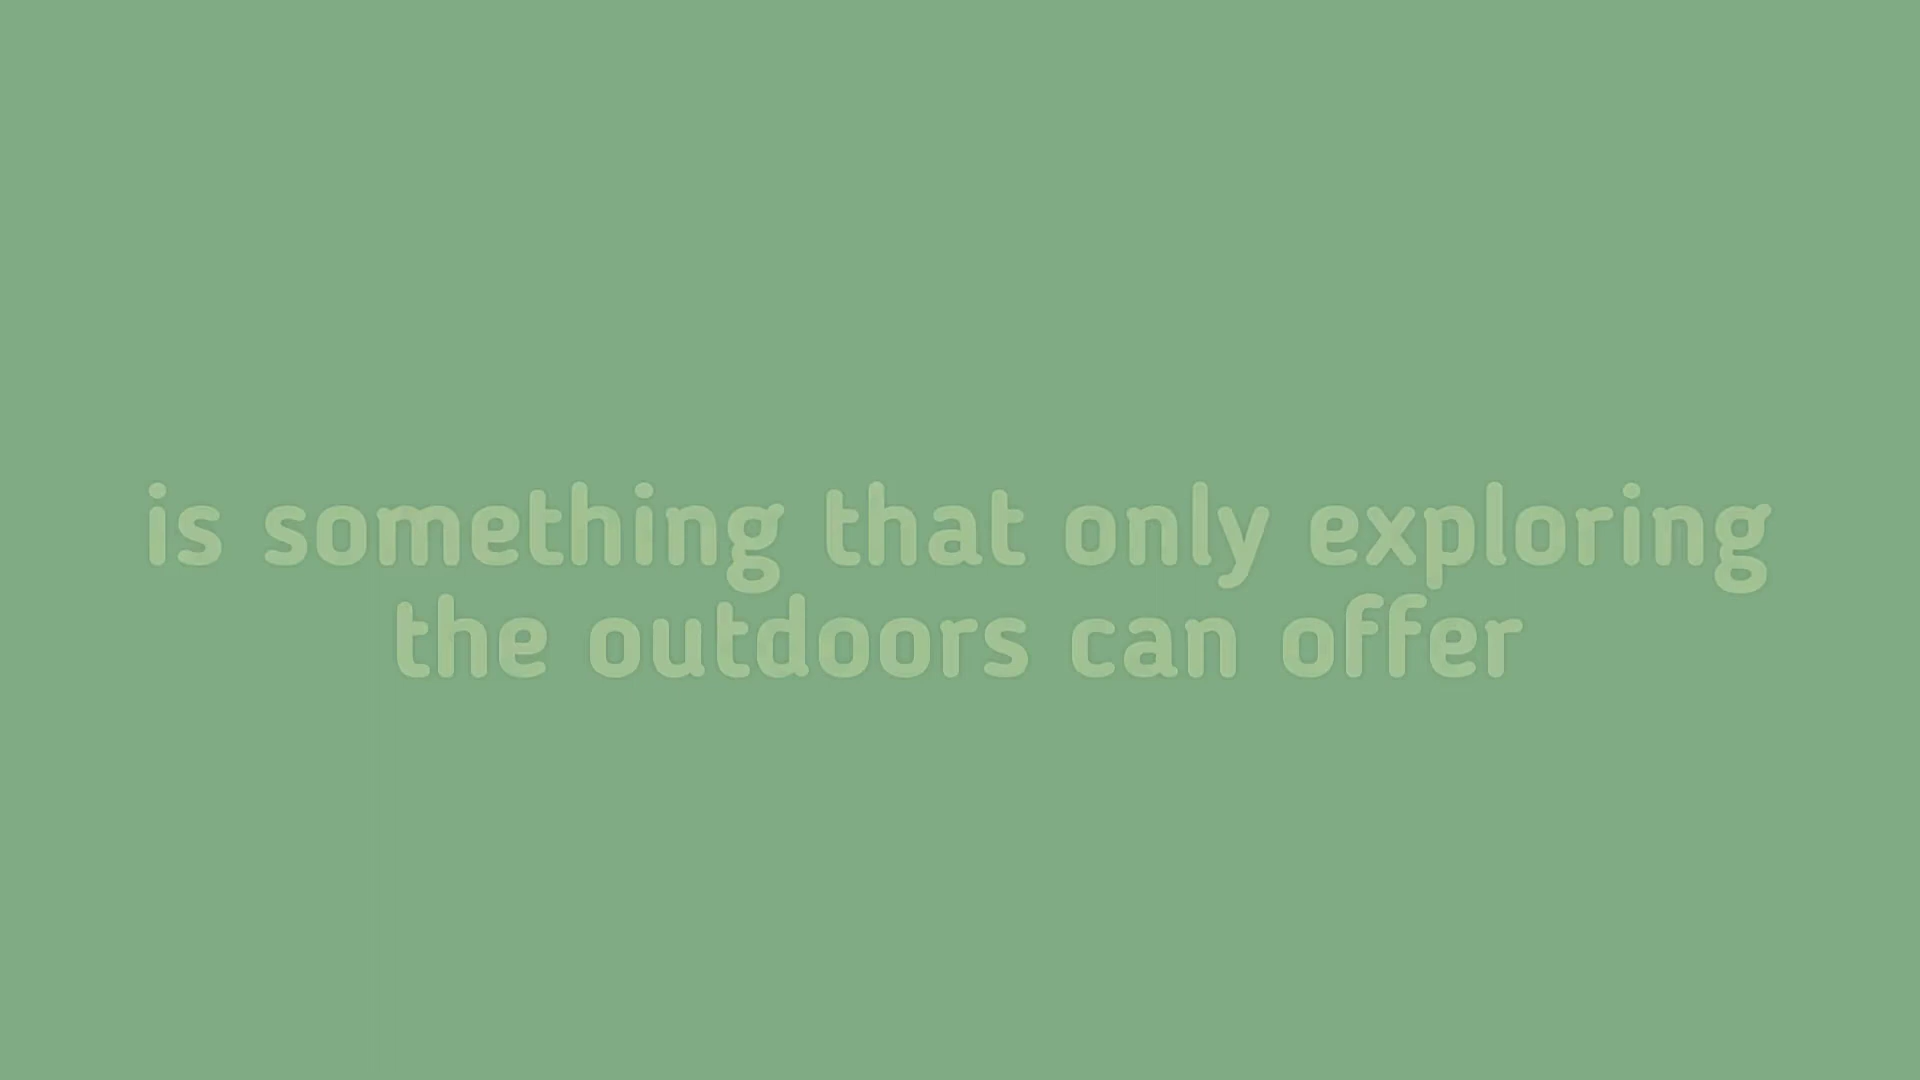 is something that only exploring
the outdoors can offer